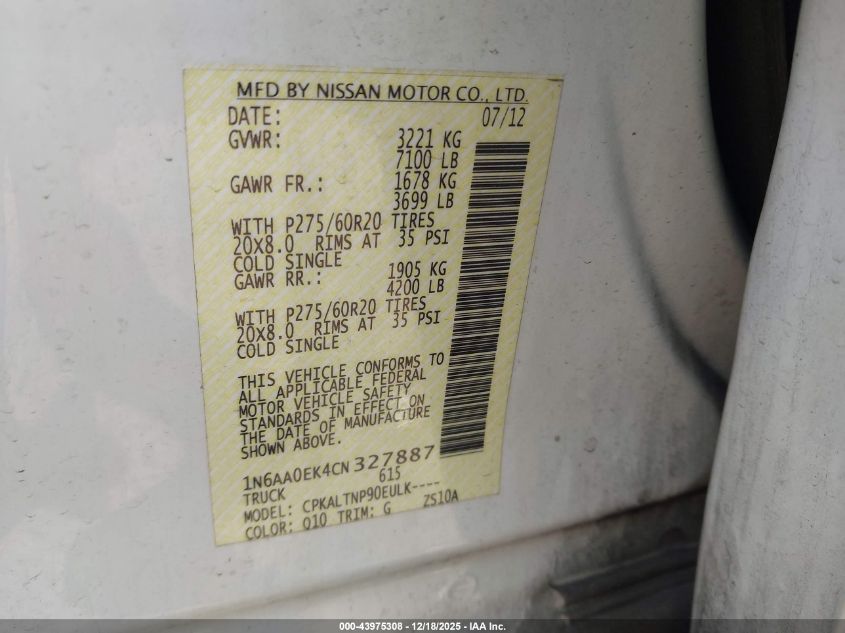 MFD BY NISSAN MOTOR CO., LTD.
DATE: 07/12
GVWR: 3221 KG
7100 LB
GAWR FR.: 1678 KG
3699 LB
WITH P275/60R20 TIRES
20X8.0 RIMS AT 35 PSI
COLD SINGLE
GAWR RR.: 1905 KG
4200 LB
WITH P275/60R20 TIRES
20X8.0 RIMS AT 35 PSI
COLD SINGLE
THIS VEHICLE CONFORMS TO
ALL APPLICABLE FEDERAL
MOTOR VEHICLE SAFETY
STANDARDS IN EFFECT ON
THE DATE OF MANUFACTURE
SHOWN ABOVE.
1N6AA0EK4CN327887
TRUCK 615
MODEL: CPKALTNP90EULK----
COLOR: Q10 TRIM: G ZS10A
000-43975308 - 12/18/2025 - IAA Inc.